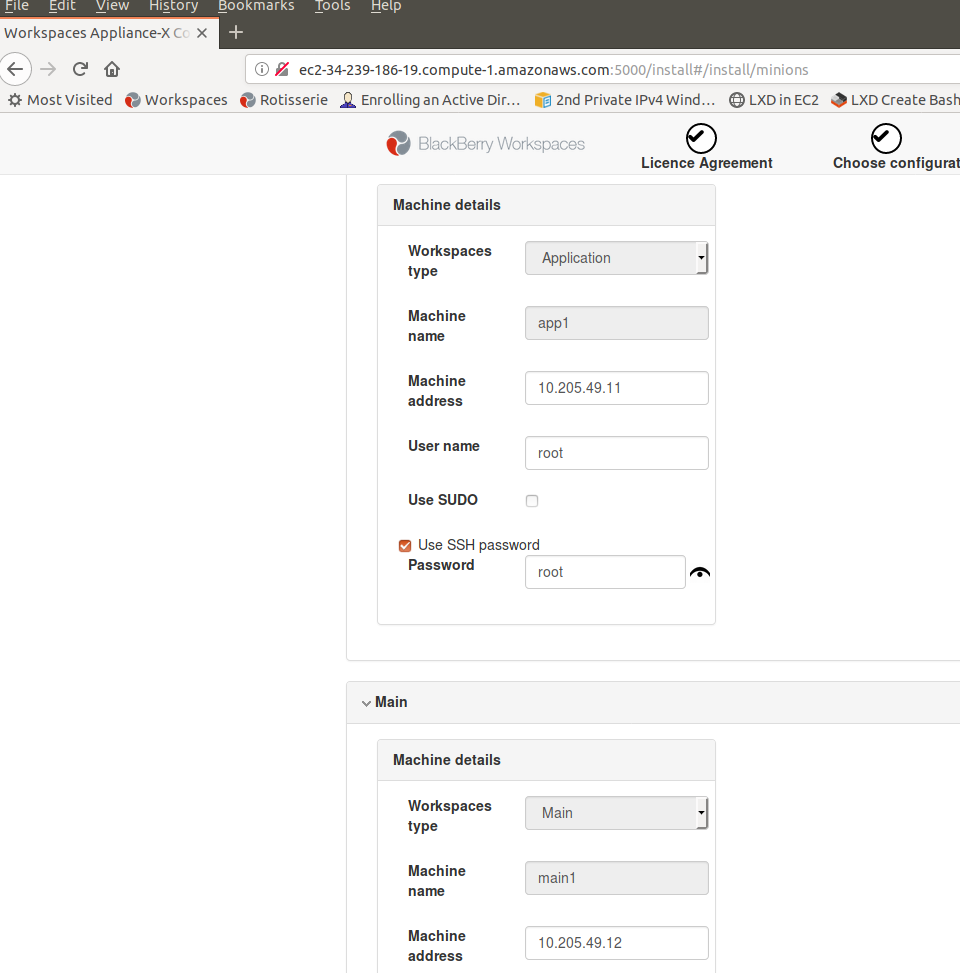 File Edit View History Bookmarks Tools Help
Workspaces Appliance-X Co
ec2-34-239-186-19.compute-1.amazonaws.com:5000/install#/install/minions
Most Visited Workspaces Rotisserie Enrolling an Active Dir... 2nd Private IPv4 Wind... LXD in EC2 LXD Create Bash
BlackBerry Workspaces
Licence Agreement Choose configurat
Machine details
Workspaces type Application
Machine name app1
Machine address 10.205.49.11
User name root
Use SUDO
Use SSH password
Password root
Main
Machine details
Workspaces type Main
Machine name main1
Machine address 10.205.49.12